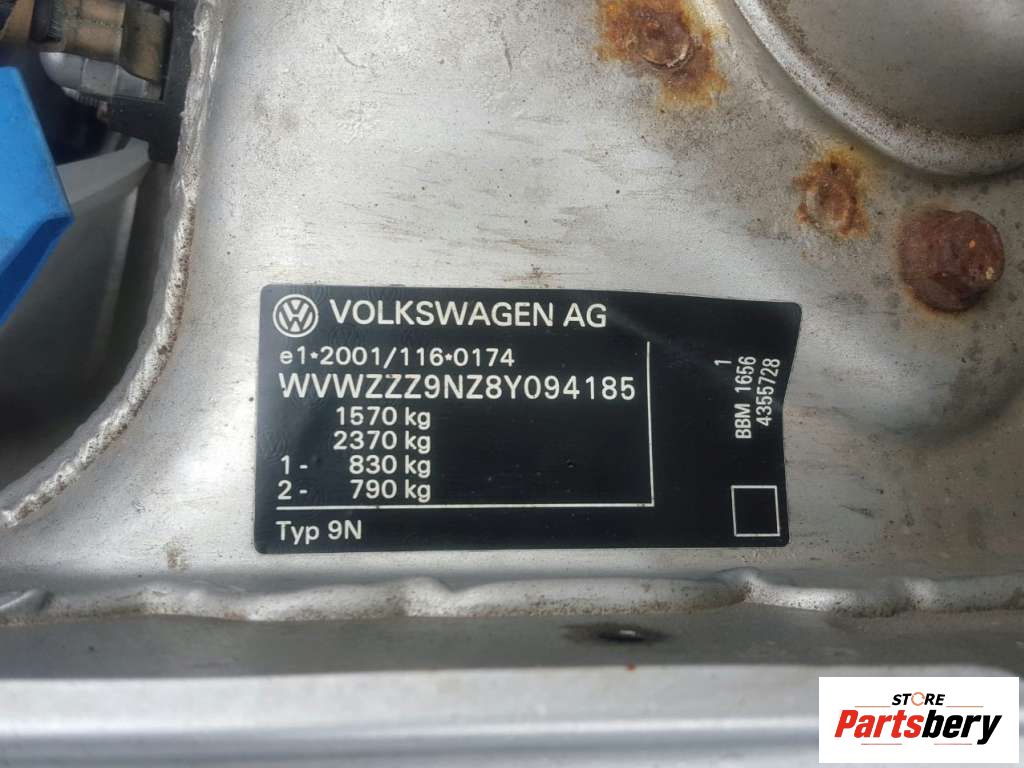 VOLKSWAGEN AG
e1*2001/116*0174
WVWZZZ9NZ8Y094185
1570 kg
2370 kg
1- 830 kg
2- 790 kg
Typ 9N
1
BBM 1656
4355728
STORE
Partsbery